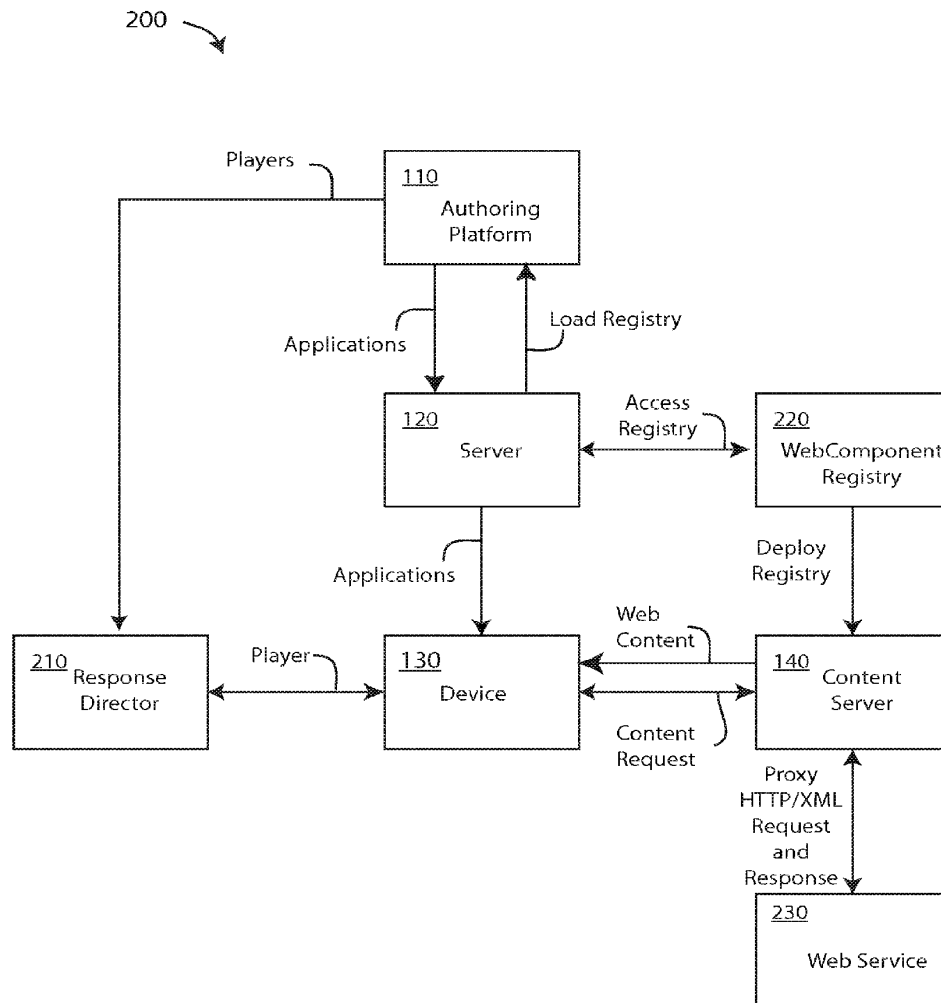 200
Players
110
Authoring
Platform
Applications
Load Registry
120
Server
Access
Registry
220
WebComponent
Registry
Applications
Deploy
Registry
Web
Content
210
Response
Director
Player
130
Device
140
Content
Server
Content
Request
Proxy
HTTP/XML
Request
and
Response
230
Web Service